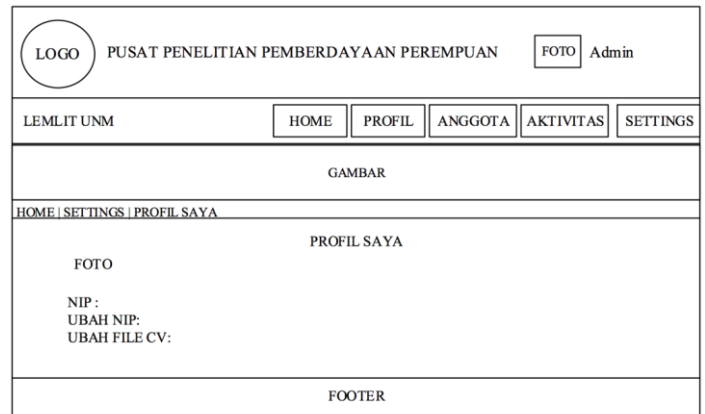 LOGO PUSAT PENELITIAN PEMBERDAYAAN PEREMPUAN FOTO Admin
LEMLIT UNM HOME PROFIL ANGGOTA AKTIVITAS SETTINGS
GAMBAR
HOME | SETTINGS | PROFIL SAYA
PROFIL SAYA
FOTO
NIP :
UBAH NIP:
UBAH FILE CV:
FOOTER